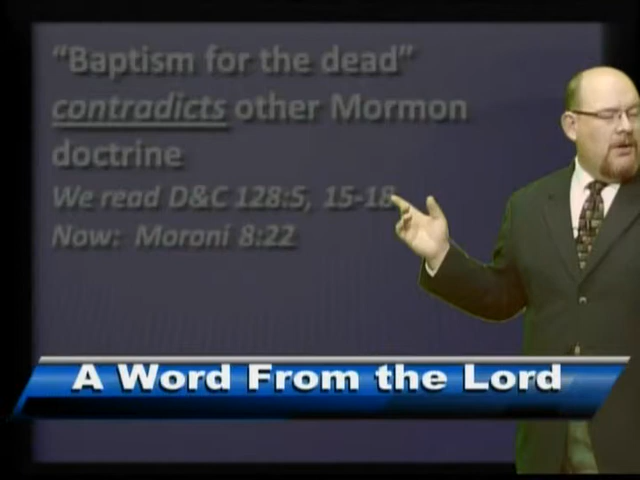 “Baptism for the dead”
contradicts other Mormon
doctrine
We read D&C 128:5, 15-18
Now: Moroni 8:22
A Word From the Lord